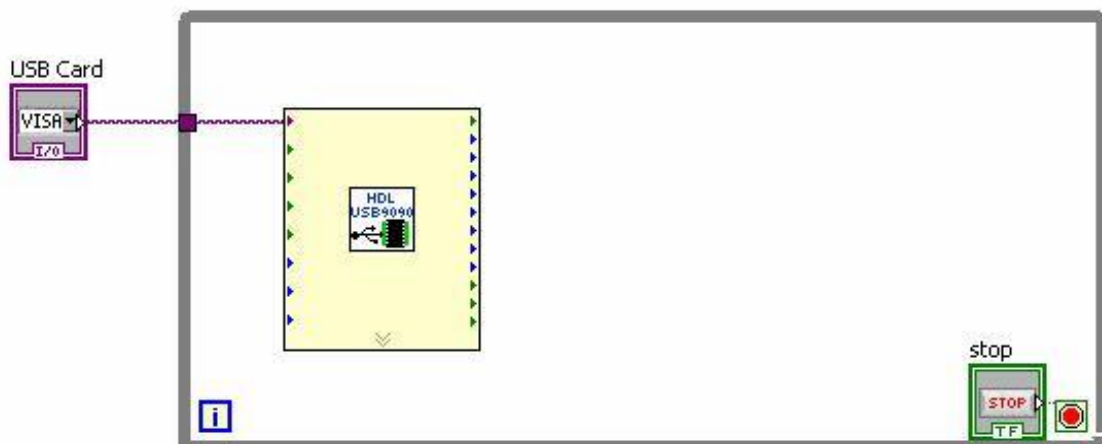 USB Card
VISA
I/O
HDL
USB9090
i
stop
STOP
TF